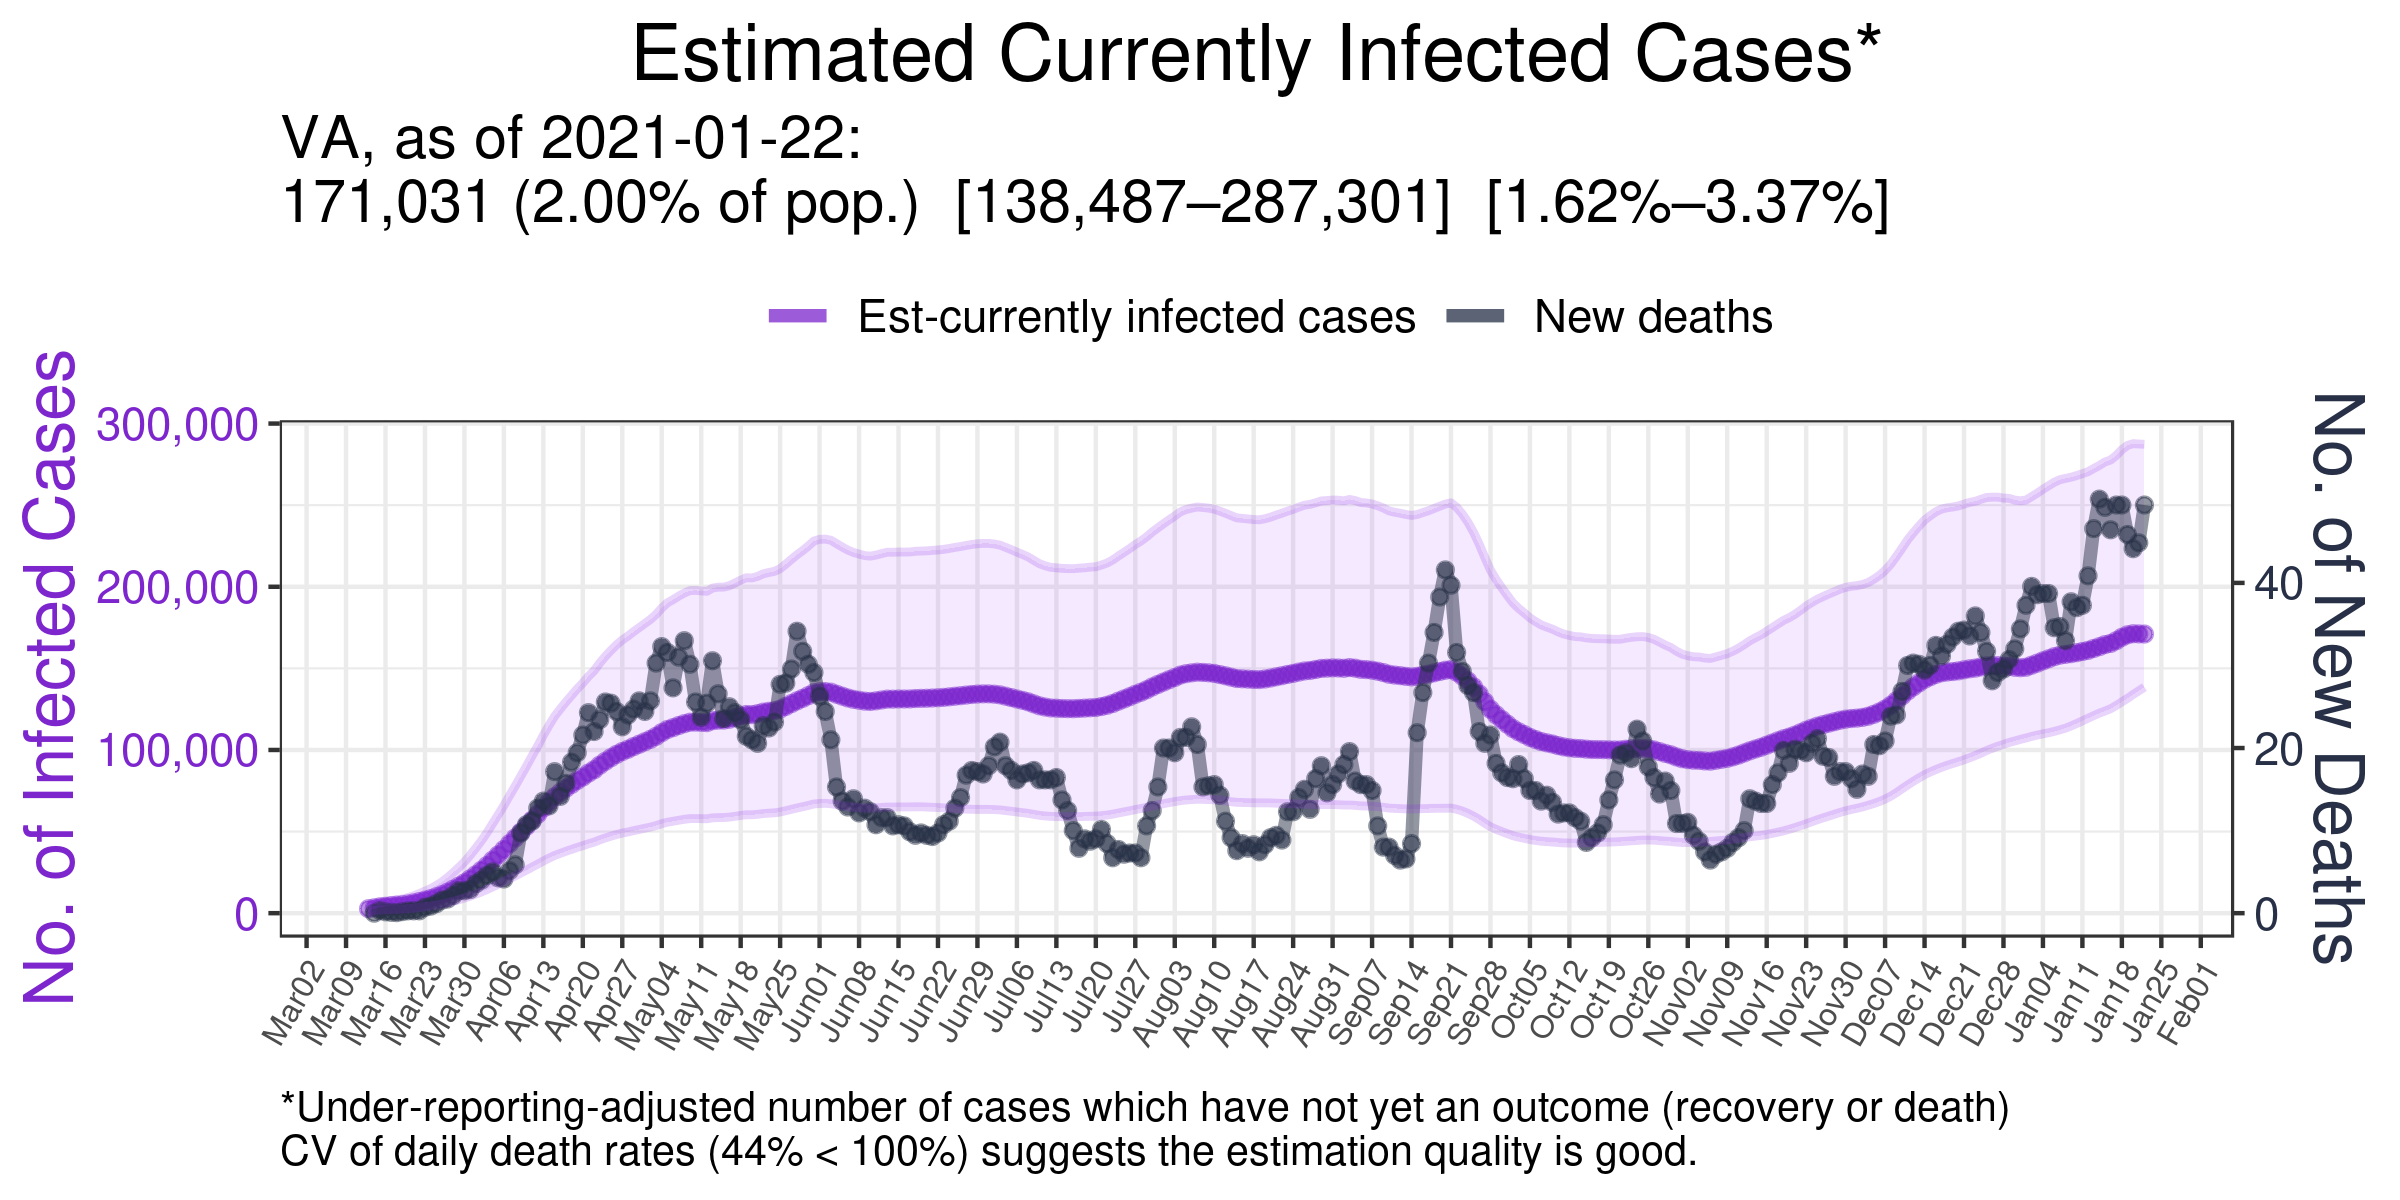 Estimated Currently Infected Cases*
VA, as of 2021-01-22:
171,031 (2.00% of pop.)  [138,487–287,301]  [1.62%–3.37%]
Est-currently infected cases
New deaths
No. of Infected Cases
300,000
200,000
100,000
0
No. of New Deaths
40
20
0
Mar02
Mar09
Mar16
Mar23
Mar30
Apr06
Apr13
Apr20
Apr27
May04
May11
May18
May25
Jun01
Jun08
Jun15
Jun22
Jun29
Jul06
Jul13
Jul20
Jul27
Aug03
Aug10
Aug17
Aug24
Aug31
Sep07
Sep14
Sep21
Sep28
Oct05
Oct12
Oct19
Oct26
Nov02
Nov09
Nov16
Nov23
Nov30
Dec07
Dec14
Dec21
Dec28
Jan04
Jan11
Jan18
Jan25
Feb01
*Under-reporting-adjusted number of cases which have not yet an outcome (recovery or death)
CV of daily death rates (44% < 100%) suggests the estimation quality is good.